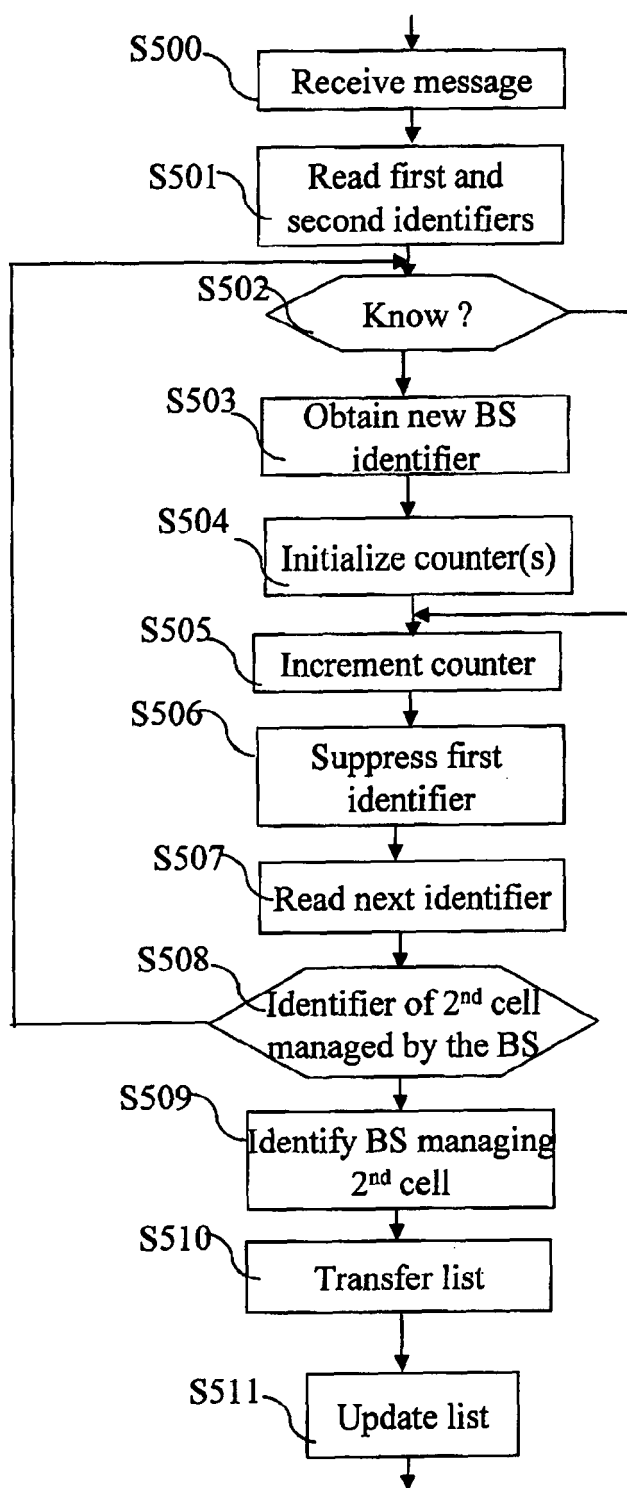 S500
Receive message
S501
Read first and
second identifiers
S502
Know ?
S503
Obtain new BS
identifier
S504
Initialize counter(s)
S505
Increment counter
S506
Suppress first
identifier
S507
Read next identifier
S508
Identifier of 2nd cell
managed by the BS
S509
Identify BS managing
2nd cell
S510
Transfer list
S511
Update list